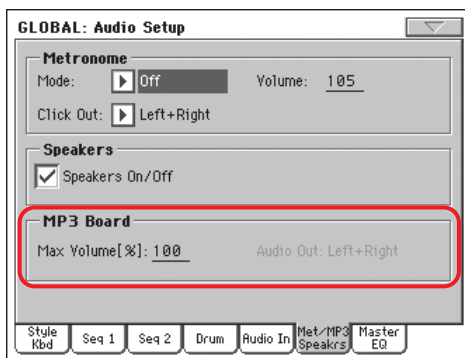 GLOBAL: Audio Setup
Metronome
Mode: Off Volume: 105
Click Out: Left+Right
Speakers
Speakers On/Off
MP3 Board
Max Volume[%]: 100 Audio Out: Left+Right
Style Kbd Seq 1 Seq 2 Drum Audio In Met/MP3 Speakrs Master EQ